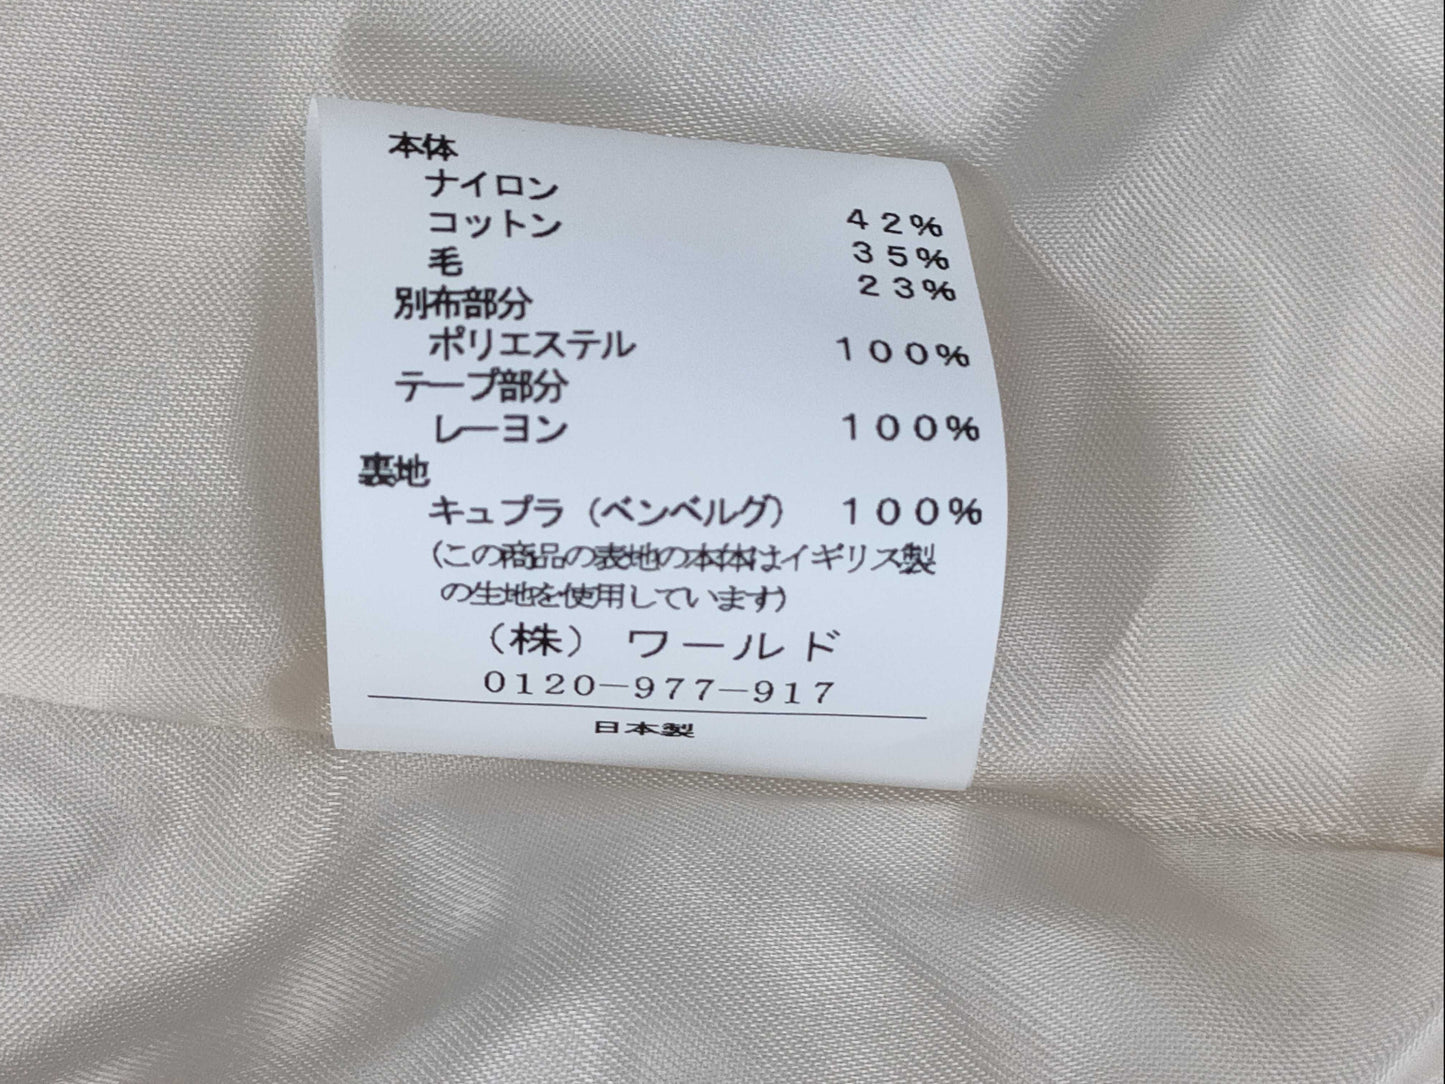 本体
ナイロン 42%
コットン 35%
毛 23%
別布部分
ポリエステル 100%
テープ部分
レーヨン 100%
裏地
キュプラ（ベンベルグ） 100%
(この商品の表地の本体はイギリス製
の生地を使用しています)
（株） ワールド
0120－977－917
日本製